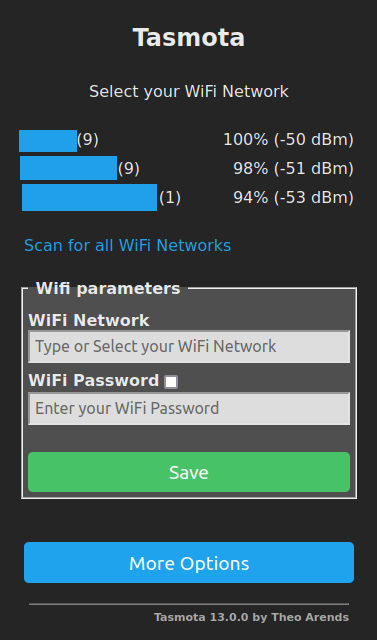 Tasmota
Select your WiFi Network
(9) 100% (-50 dBm)
(9) 98% (-51 dBm)
(1) 94% (-53 dBm)
Scan for all WiFi Networks
Wifi parameters
WiFi Network
Type or Select your WiFi Network
WiFi Password
Enter your WiFi Password
Save
More Options
Tasmota 13.0.0 by Theo Arends